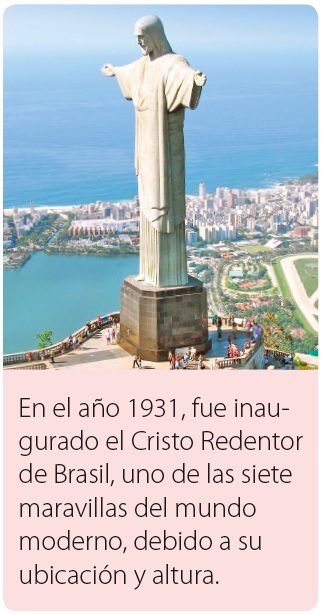 En el año 1931, fue inau-
gurado el Cristo Redentor
de Brasil, uno de las siete
maravillas del mundo
moderno, debido a su
ubicación y altura.